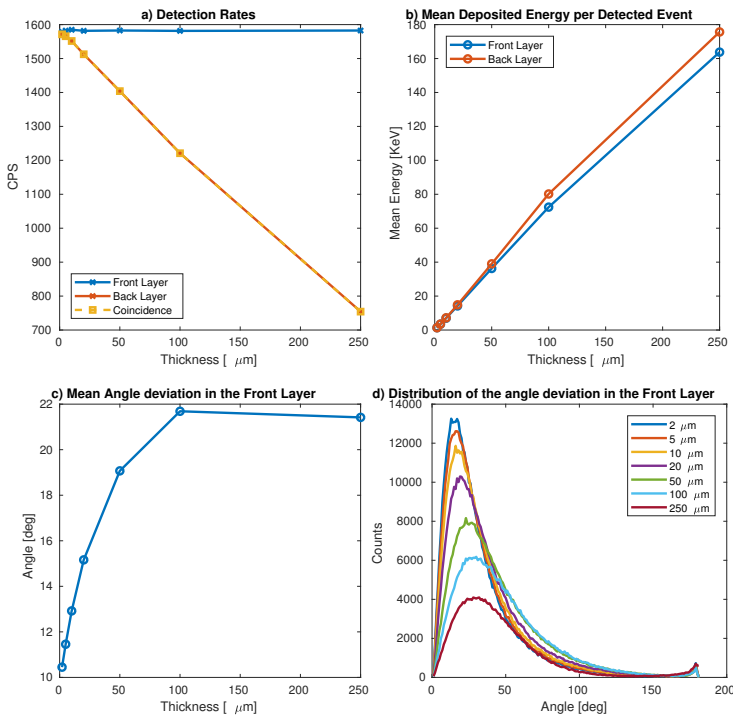 a) Detection Rates
1600
1500
1400
1300
1200
1100
1000
900
800
700
CPS
Front Layer
Back Layer
Coincidence
0 50 100 150 200 250
Thickness [ μm]
b) Mean Deposited Energy per Detected Event
180
160
140
120
100
80
60
40
20
0
Mean Energy [KeV]
Front Layer
Back Layer
0 50 100 150 200 250
Thickness [ μm]
c) Mean Angle deviation in the Front Layer
22
20
18
16
14
12
10
Angle [deg]
0 50 100 150 200 250
Thickness [ μm]
d) Distribution of the angle deviation in the Front Layer
14000
12000
10000
8000
6000
4000
2000
0
Counts
2 μm
5 μm
10 μm
20 μm
50 μm
100 μm
250 μm
0 50 100 150 200
Angle [deg]